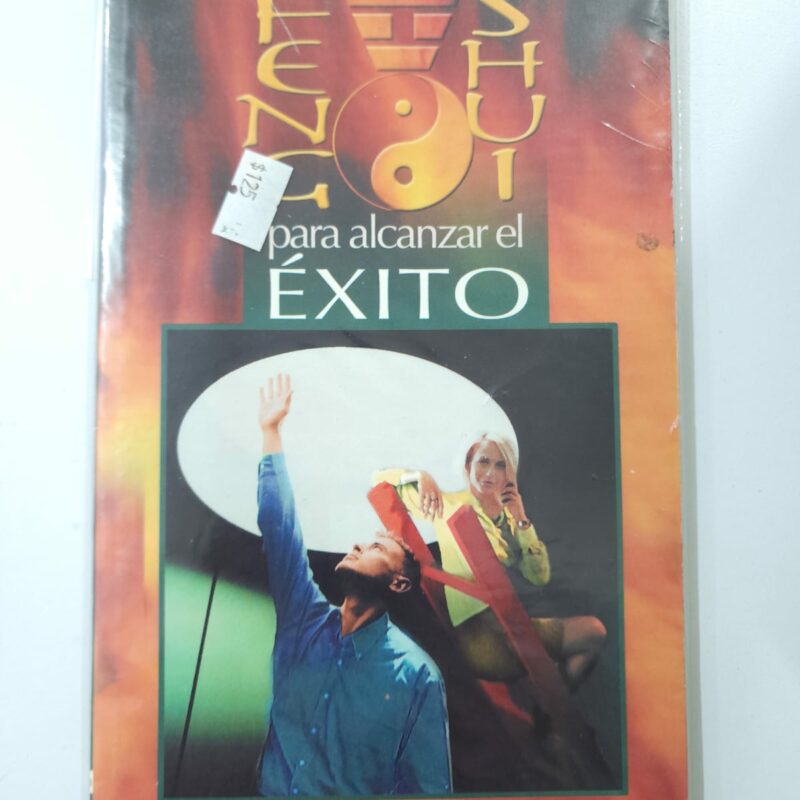 FENG SHUI
para alcanzar el
ÉXITO
$125